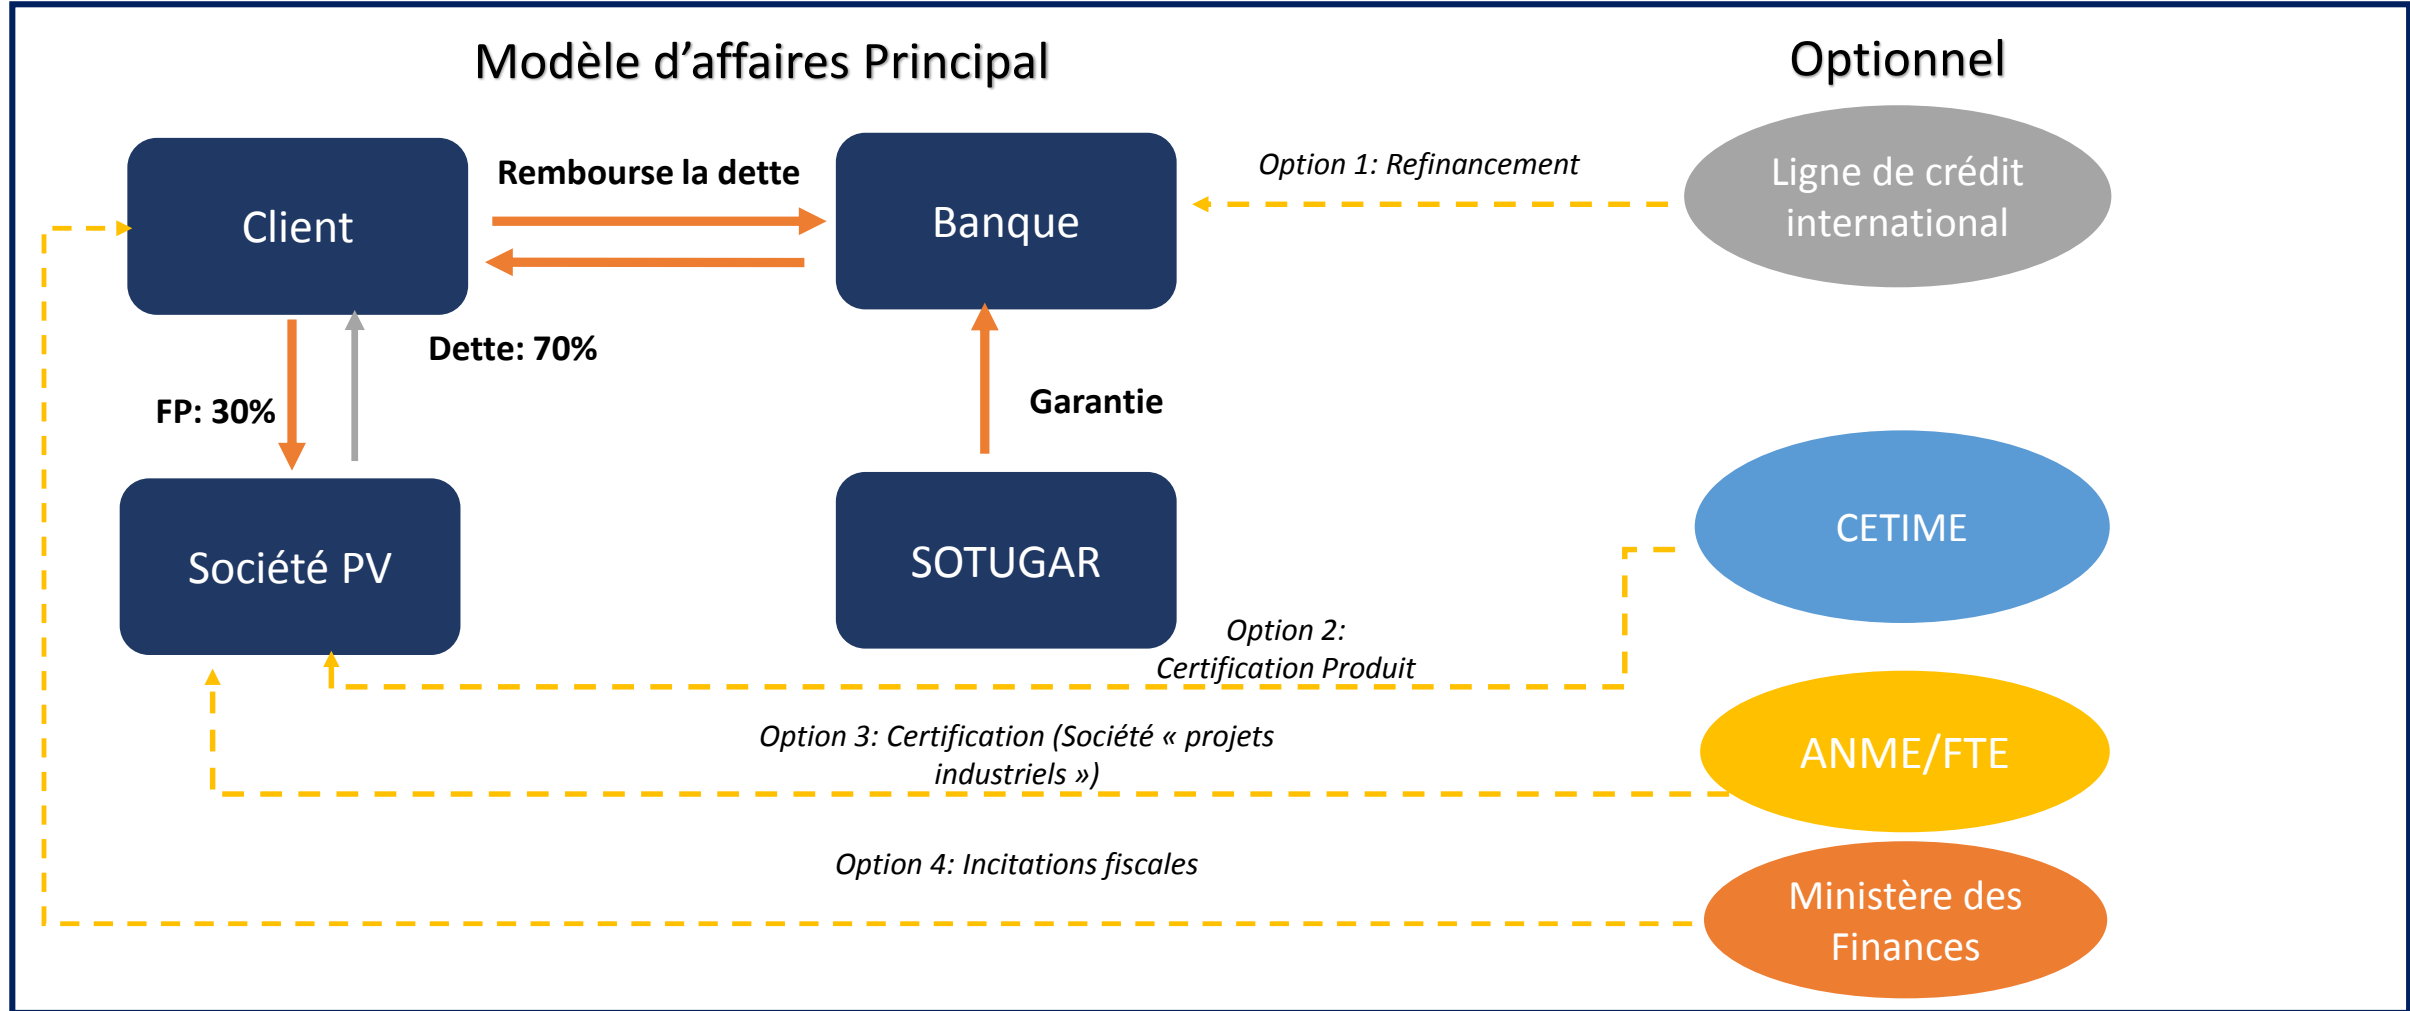 Modèle d’affaires Principal
Optionnel
Client
Rembourse la dette
Banque
Option 1: Refinancement
Ligne de crédit
international
Dette: 70%
FP: 30%
Garantie
Société PV
SOTUGAR
CETIME
Option 2:
Certification Produit
Option 3: Certification (Société « projets
industriels »)
ANME/FTE
Option 4: Incitations fiscales
Ministère des
Finances